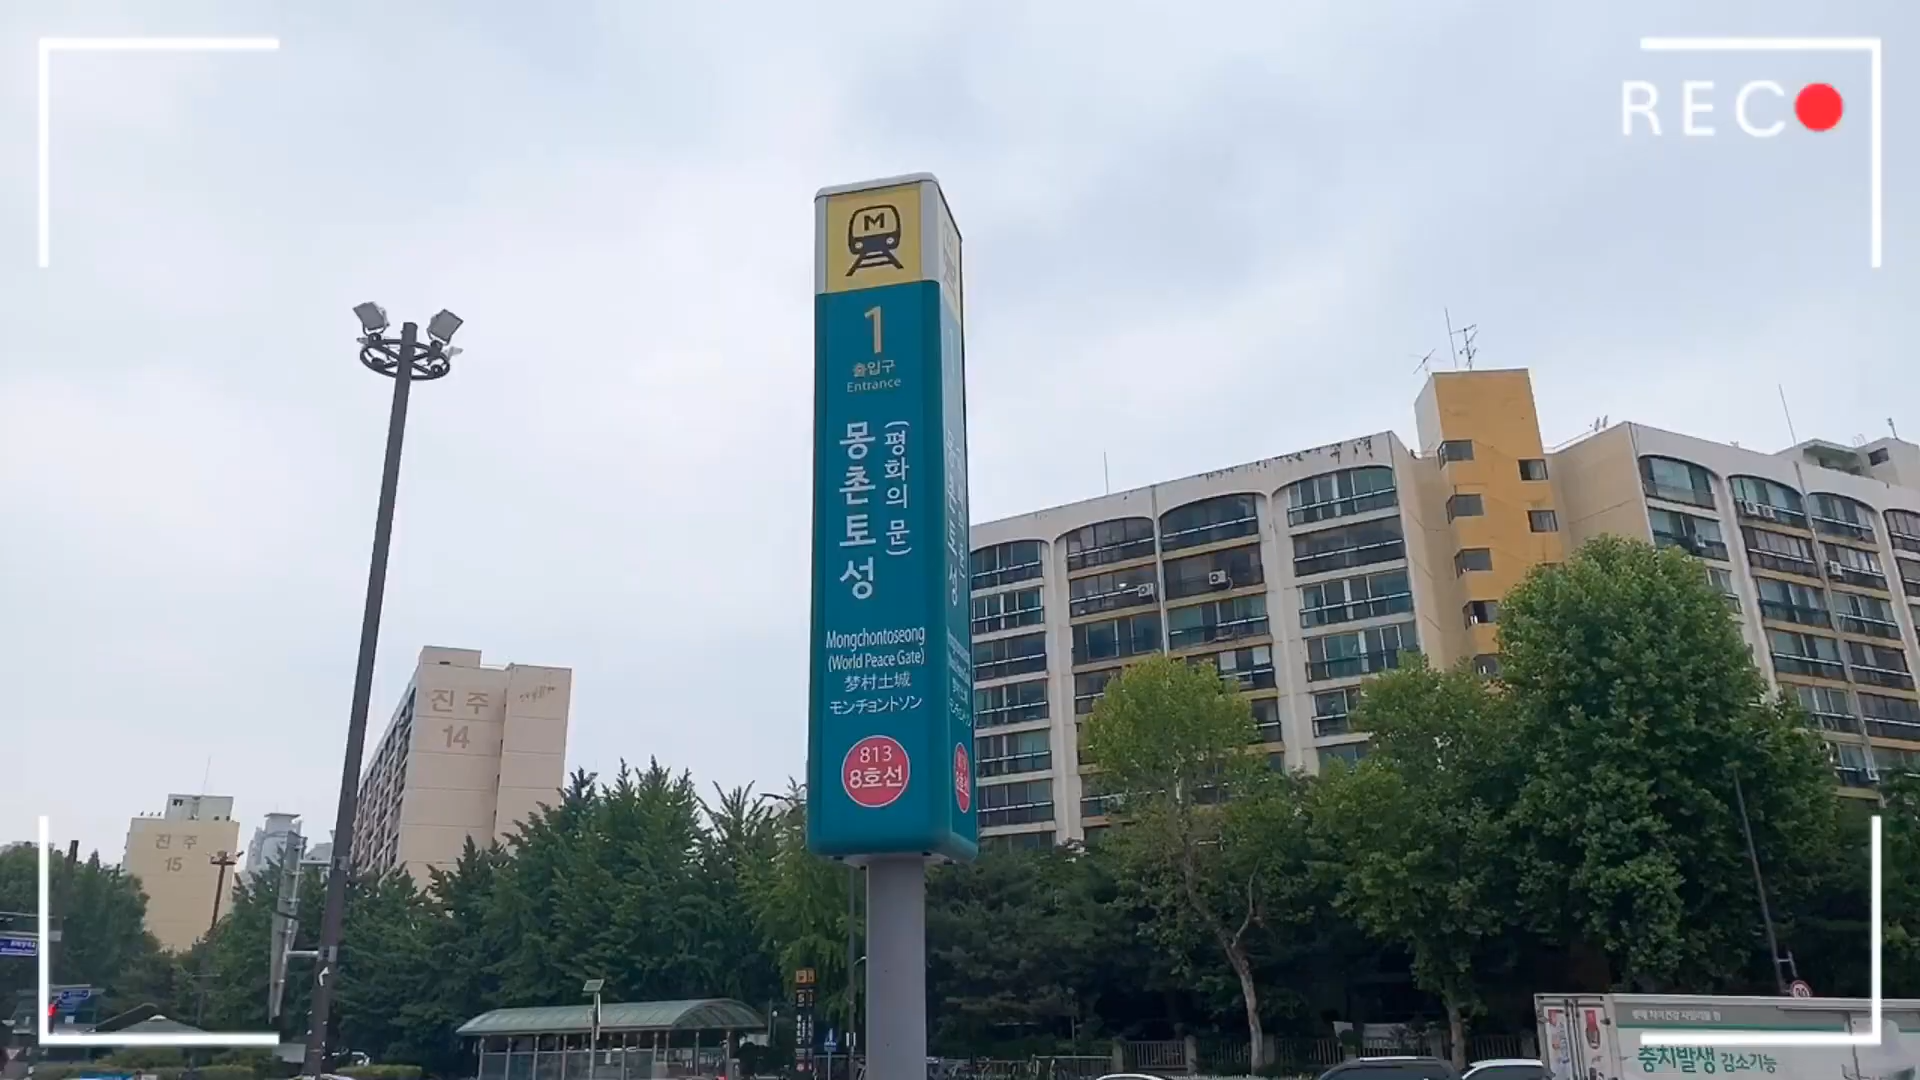 REC
M
1
출입구
Entrance
몽촌토성
(평화의 문)
Mongchontoseong
(World Peace Gate)
梦村土城
モンチョントソン
813
8호선
진주
14
진주
15
충치발생 감소기능